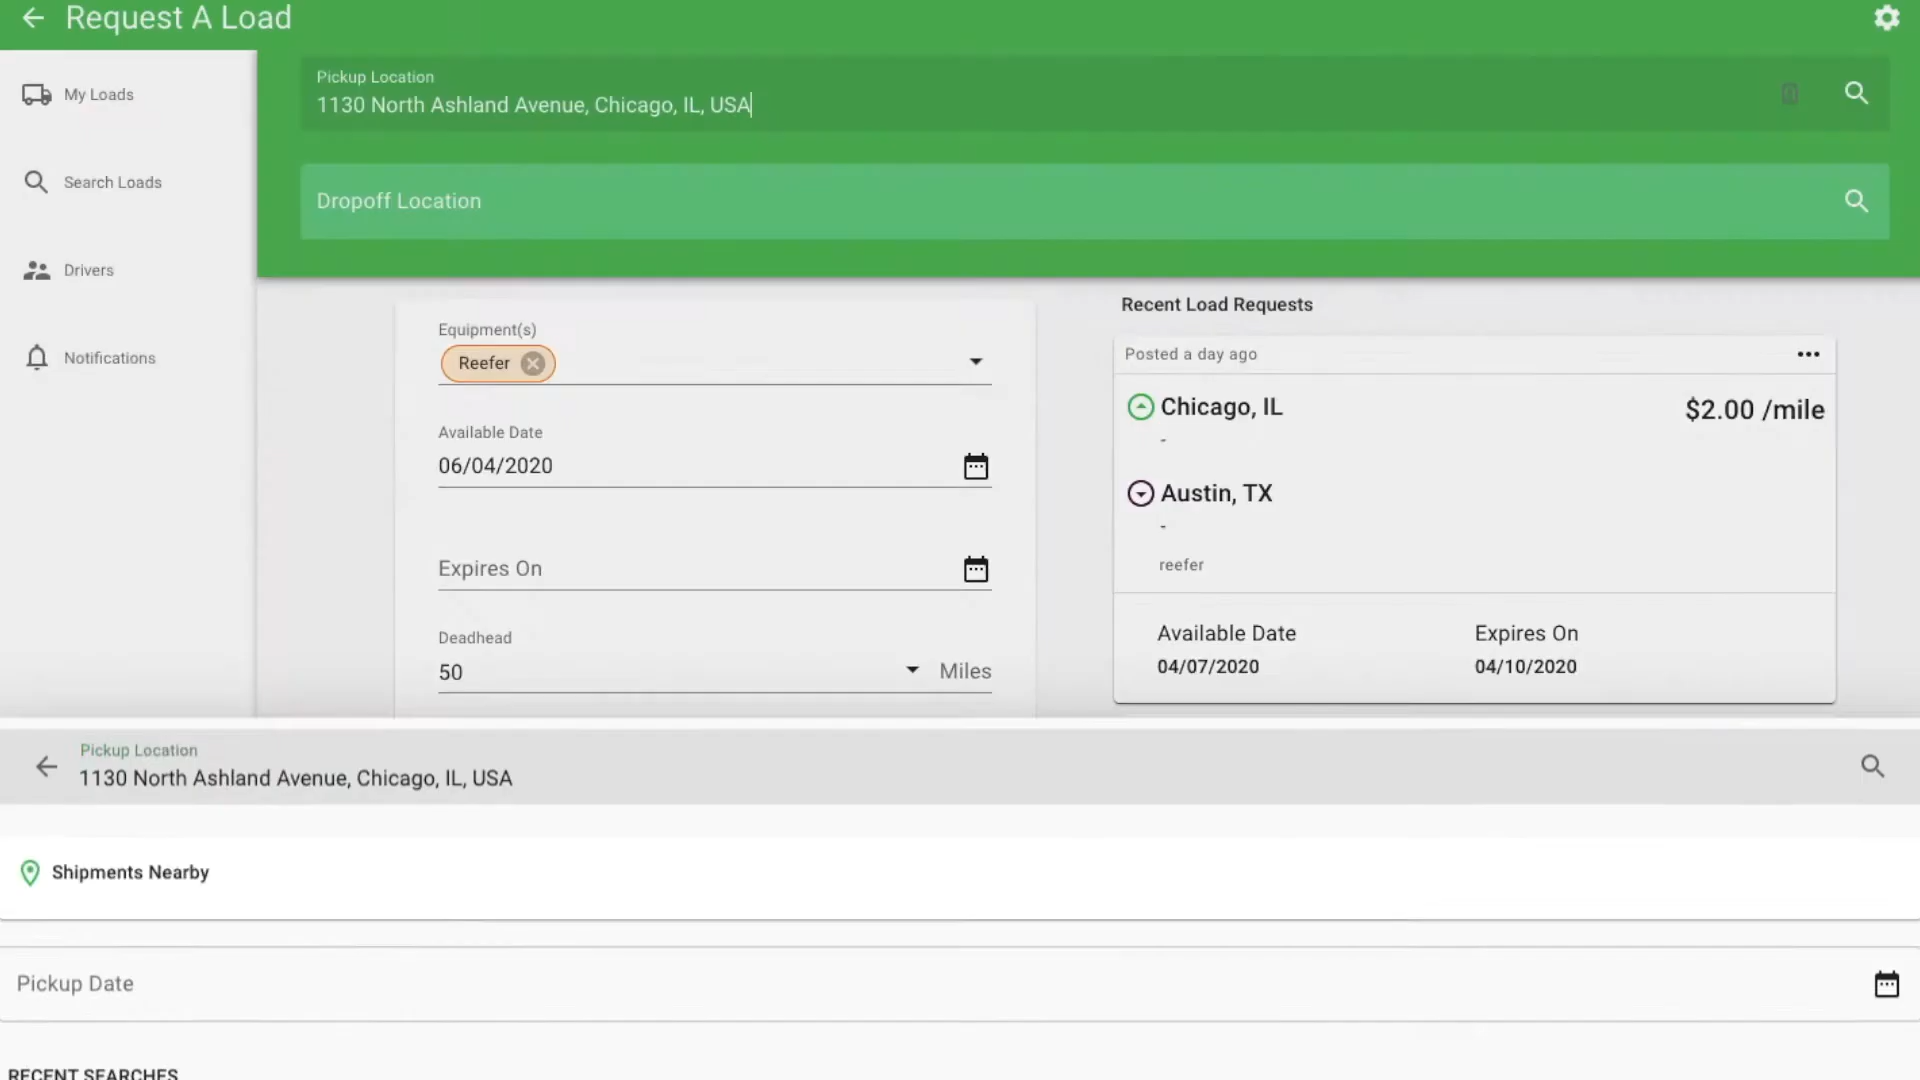 Request A Load
My Loads
Search Loads
Drivers
Notifications
Pickup Location
1130 North Ashland Avenue, Chicago, IL, USA
Dropoff Location
Equipment(s)
Reefer
Available Date
06/04/2020
Expires On
Deadhead
50 Miles
Recent Load Requests
Posted a day ago
Chicago, IL $2.00 /mile
-
Austin, TX
-
reefer
Available Date Expires On
04/07/2020 04/10/2020
Pickup Location
1130 North Ashland Avenue, Chicago, IL, USA
Shipments Nearby
Pickup Date
RECENT SEARCHES